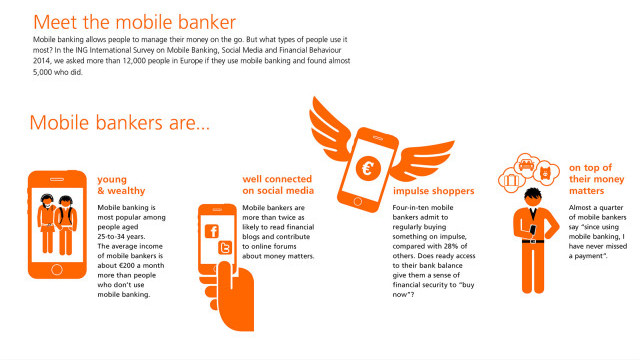 Meet the mobile banker
Mobile banking allows people to manage their money on the go. But what types of people use it
most? In the ING International Survey on Mobile Banking, Social Media and Financial Behaviour
2014, we asked more than 12,000 people in Europe if they use mobile banking and found almost
5,000 who did.
Mobile bankers are...
young
& wealthy
Mobile banking is
most popular among
people aged
25-to-34 years.
The average income
of mobile bankers is
about €200 a month
more than people
who don't use
mobile banking.
well connected
on social media
Mobile bankers are
more than twice as
likely to read financial
blogs and contribute
to online forums
about money matters.
€
impulse shoppers
Four-in-ten mobile
bankers admit to
regularly buying
something on impulse,
compared with 28% of
others. Does ready access
to their bank balance
give them a sense of
financial security to "buy
now"?
on top of
their money
matters
Almost a quarter
of mobile bankers
say "since using
mobile banking, I
have never missed
a payment".